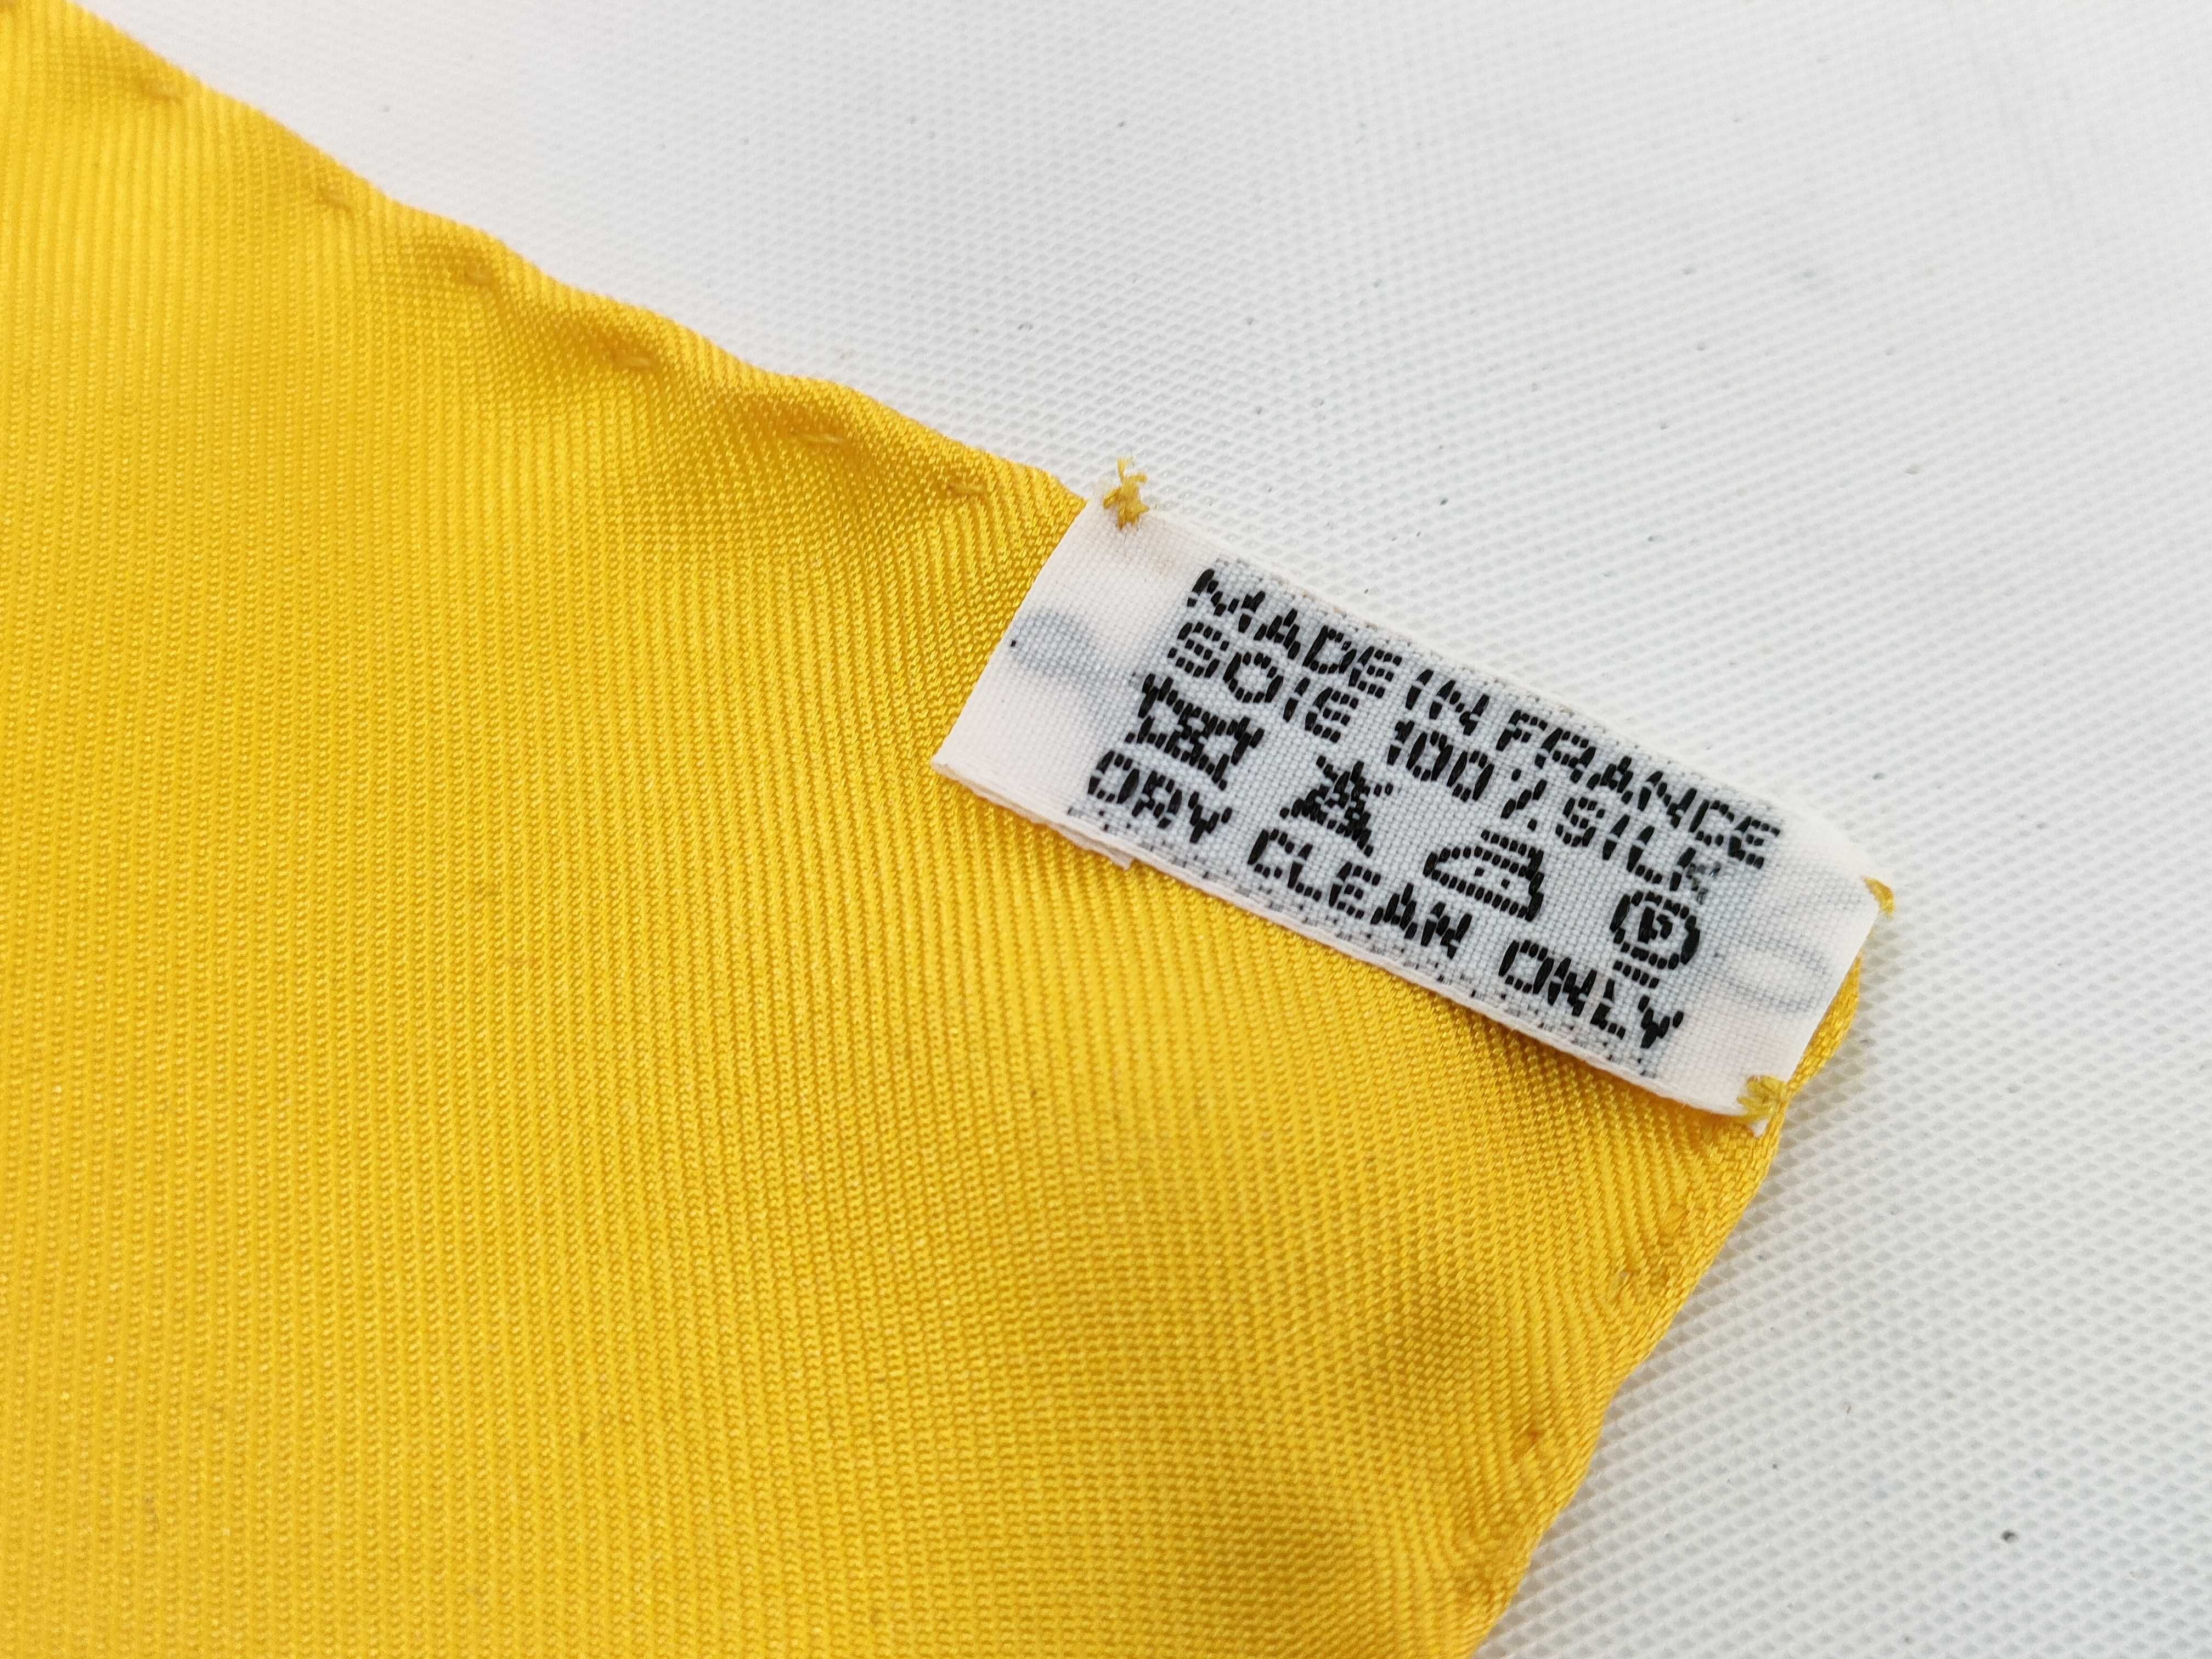 MADE IN FRANCE
SOIE 100% SILK
P
DRY CLEAN ONLY